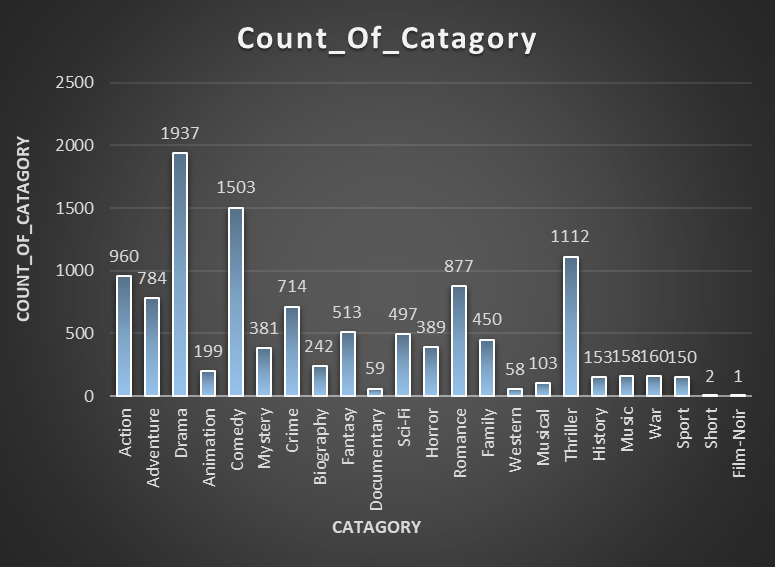 Count_Of_Catagory
COUNT_OF_CATAGORY
2500
2000
1500
1000
500
0
960
784
1937
199
1503
381
714
242
513
59
497
389
877
450
58
103
1112
153
158
160
150
2
1
Action
Adventure
Drama
Animation
Comedy
Mystery
Crime
Biography
Fantasy
Documentary
Sci-Fi
Horror
Romance
Family
Western
Musical
Thriller
History
Music
War
Sport
Short
Film-Noir
CATAGORY